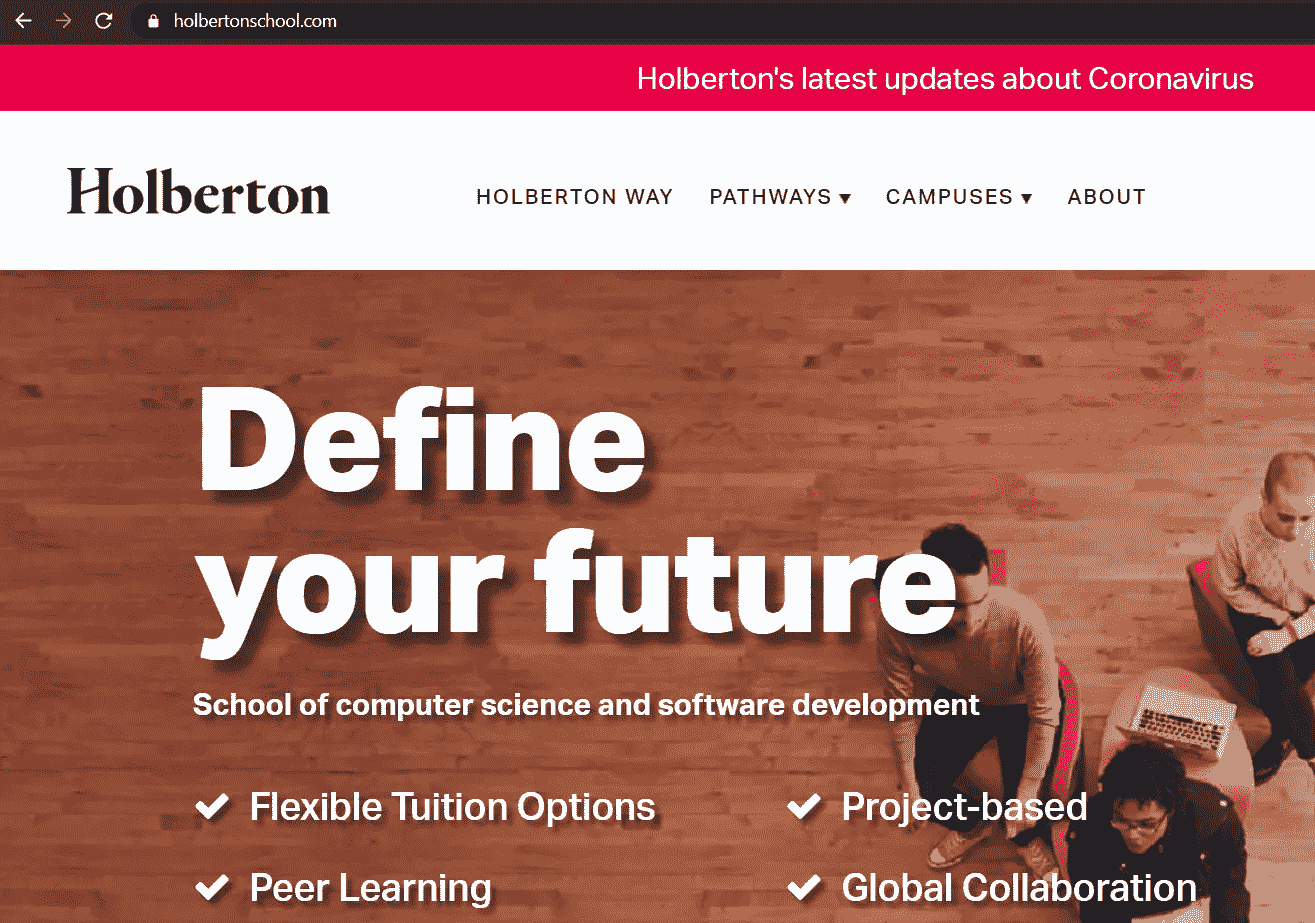 holbertonschool.com
Holberton's latest updates about Coronavirus
Holberton
HOLBERTON WAY PATHWAYS ▾ CAMPUSES ▾ ABOUT
Define
your future
School of computer science and software development
✔ Flexible Tuition Options ✔ Project-based
✔ Peer Learning ✔ Global Collaboration